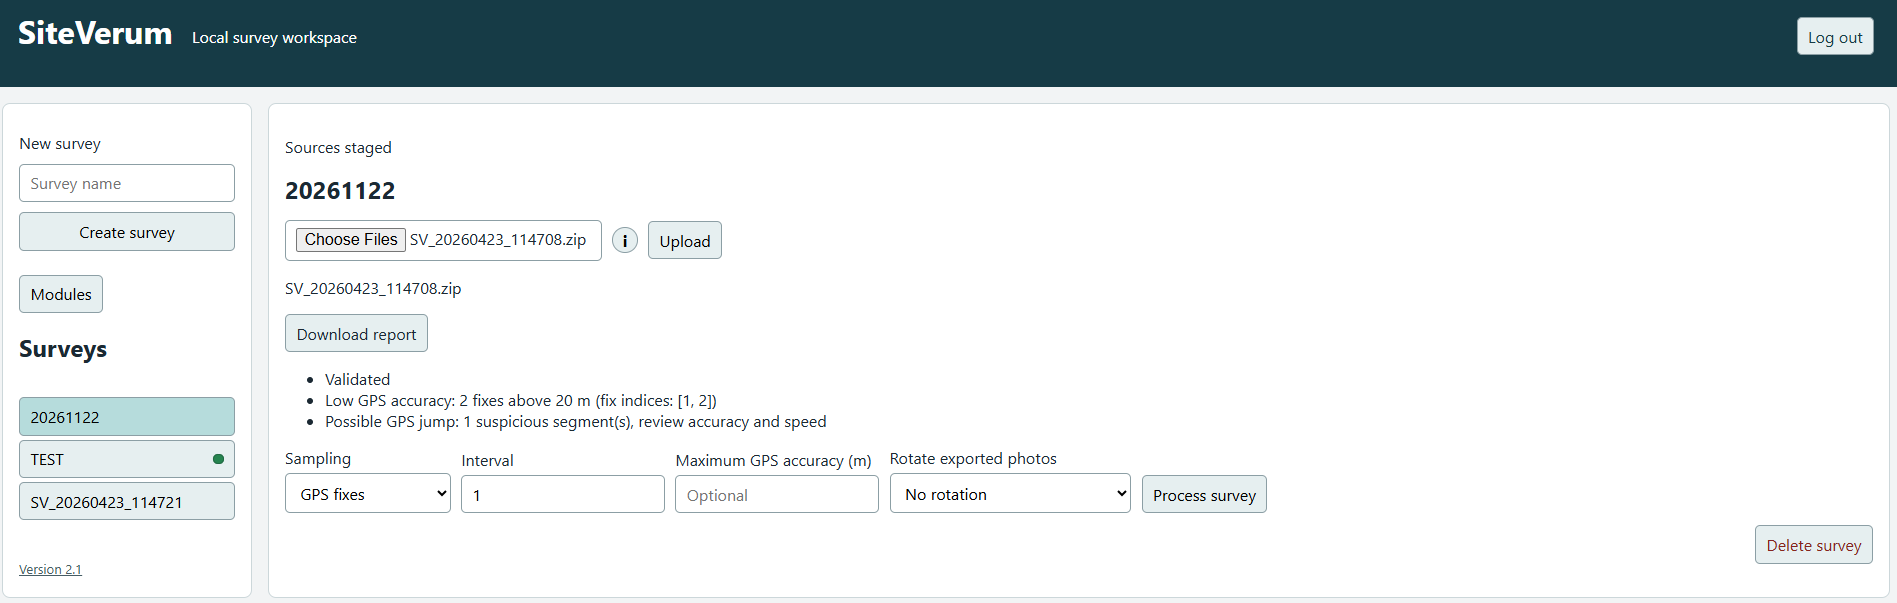 SiteVerum
Local survey workspace
Log out
New survey
Survey name
Create survey
Modules
Surveys
20261122
TEST
SV_20260423_114721
Version 2.1
Sources staged
20261122
Choose Files SV_20260423_114708.zip
i
Upload
SV_20260423_114708.zip
Download report
Validated
Low GPS accuracy: 2 fixes above 20 m (fix indices: [1, 2])
Possible GPS jump: 1 suspicious segment(s), review accuracy and speed
Sampling
GPS fixes
Interval
1
Maximum GPS accuracy (m)
Optional
Rotate exported photos
No rotation
Process survey
Delete survey